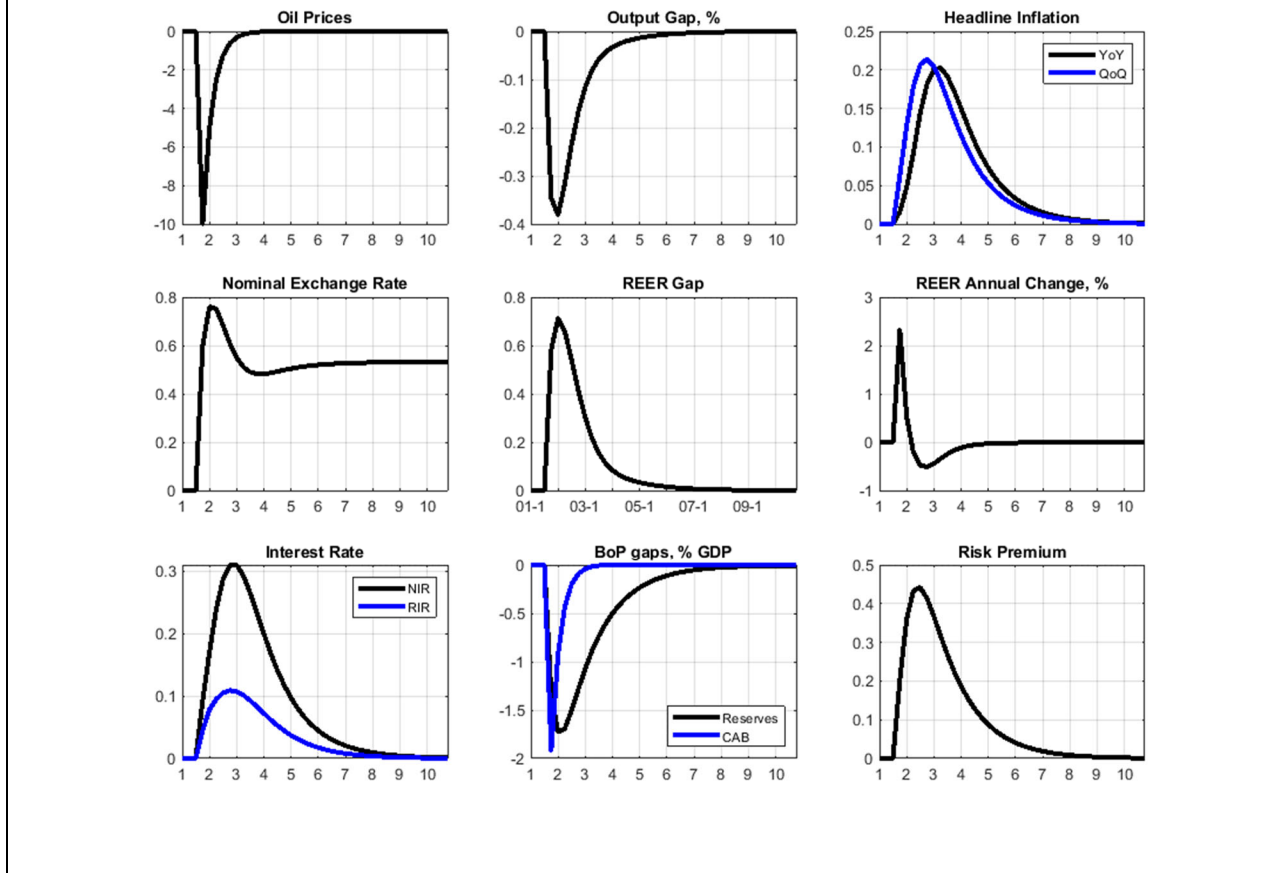 Oil Prices
0
-2
-4
-6
-8
-10
1 2 3 4 5 6 7 8 9 10
Output Gap, %
0
-0.1
-0.2
-0.3
-0.4
1 2 3 4 5 6 7 8 9 10
Headline Inflation
0.25
0.2
0.15
0.1
0.05
0
YoY
QoQ
1 2 3 4 5 6 7 8 9 10
Nominal Exchange Rate
0.8
0.6
0.4
0.2
0
1 2 3 4 5 6 7 8 9 10
REER Gap
0.8
0.6
0.4
0.2
0
01-1 03-1 05-1 07-1 09-1
REER Annual Change, %
3
2
1
0
-1
1 2 3 4 5 6 7 8 9 10
Interest Rate
0.3
0.2
0.1
0
NIR
RIR
1 2 3 4 5 6 7 8 9 10
BoP gaps, % GDP
0
-0.5
-1
-1.5
-2
Reserves
CAB
1 2 3 4 5 6 7 8 9 10
Risk Premium
0.5
0.4
0.3
0.2
0.1
0
1 2 3 4 5 6 7 8 9 10